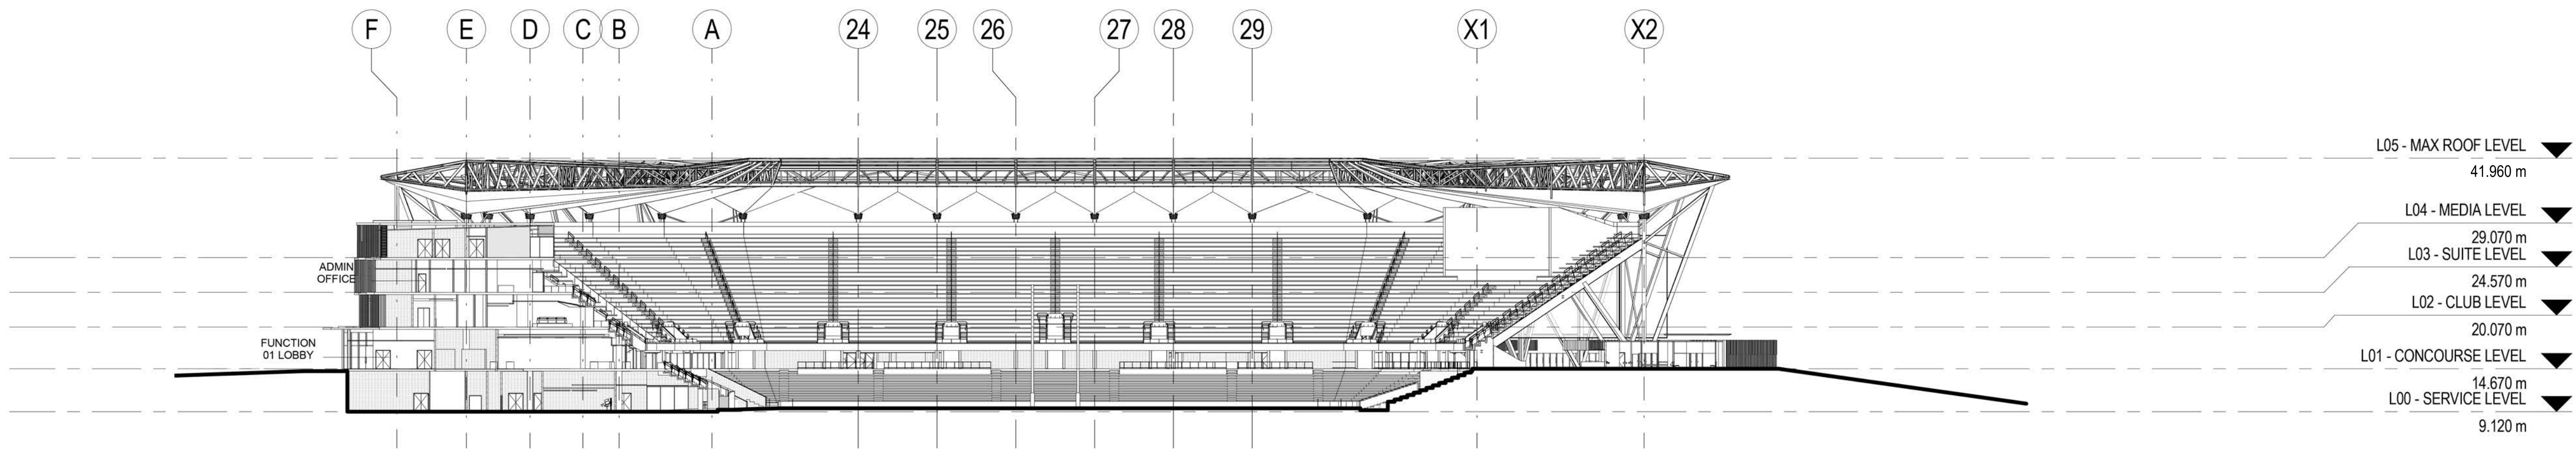 F E D C B A 24 25 26 27 28 29 X1 X2
L05 - MAX ROOF LEVEL
41.960 m
L04 - MEDIA LEVEL
29.070 m
L03 - SUITE LEVEL
24.570 m
L02 - CLUB LEVEL
20.070 m
L01 - CONCOURSE LEVEL
14.670 m
L00 - SERVICE LEVEL
9.120 m
ADMIN
OFFICE
FUNCTION
01 LOBBY